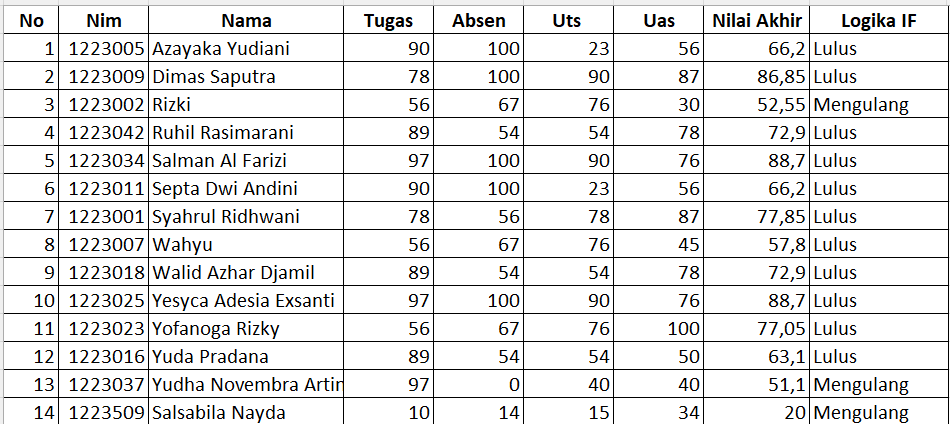 No Nim Nama Tugas Absen Uts Uas Nilai Akhir Logika IF
1 1223005 Azayaka Yudiani 90 100 23 56 66,2 Lulus
2 1223009 Dimas Saputra 78 100 90 87 86,85 Lulus
3 1223002 Rizki 56 67 76 30 52,55 Mengulang
4 1223042 Ruhil Rasimarani 89 54 54 78 72,9 Lulus
5 1223034 Salman Al Farizi 97 100 90 76 88,7 Lulus
6 1223011 Septa Dwi Andini 90 100 23 56 66,2 Lulus
7 1223001 Syahrul Ridhwani 78 56 78 87 77,85 Lulus
8 1223007 Wahyu 56 67 76 45 57,8 Lulus
9 1223018 Walid Azhar Djamil 89 54 54 78 72,9 Lulus
10 1223025 Yesyca Adesia Exsanti 97 100 90 76 88,7 Lulus
11 1223023 Yofanoga Rizky 56 67 76 100 77,05 Lulus
12 1223016 Yuda Pradana 89 54 54 50 63,1 Lulus
13 1223037 Yudha Novembra Artin 97 0 40 40 51,1 Mengulang
14 1223509 Salsabila Nayda 10 14 15 34 20 Mengulang